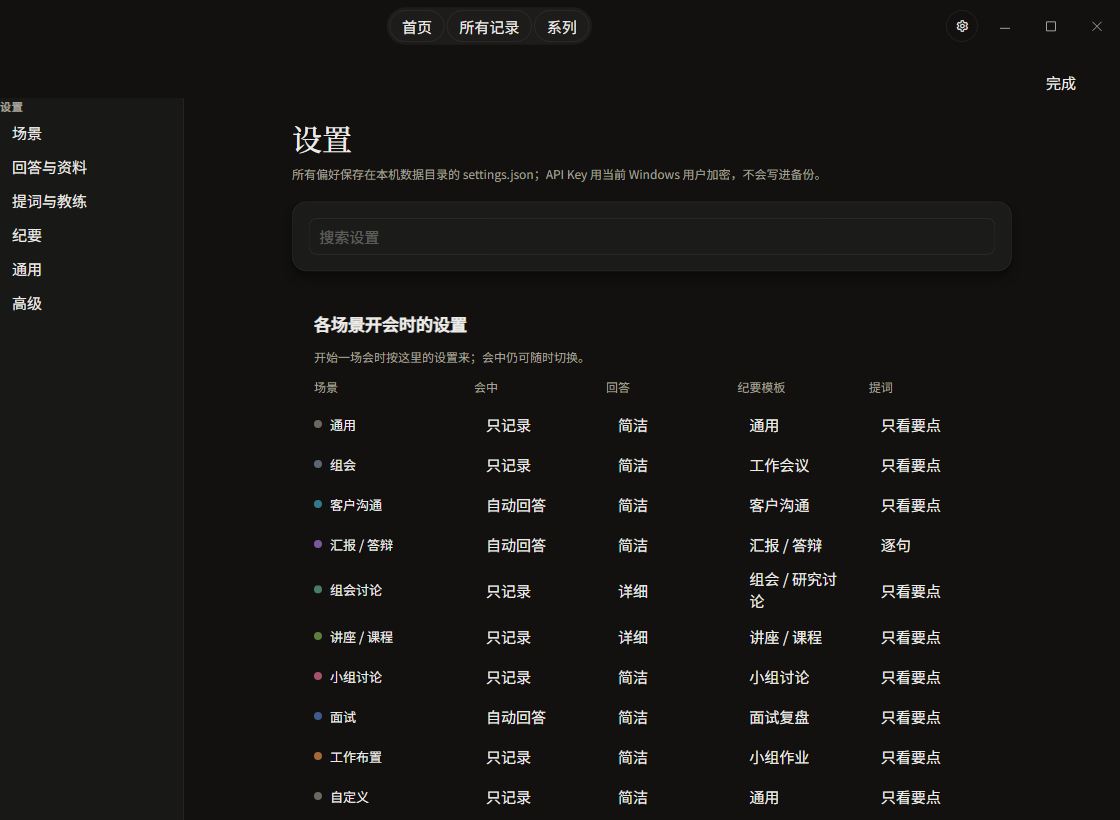 首页 所有记录 系列
完成
设置
场景
回答与资料
提词与教练
纪要
通用
高级
设置
所有偏好保存在本机数据目录的 settings.json；API Key 用当前 Windows 用户加密，不会写进备份。
搜索设置
各场景开会时的设置
开始一场会时按这里的设置来；会中仍可随时切换。
场景 会中 回答 纪要模板 提词
通用 只记录 简洁 通用 只看要点
组会 只记录 简洁 工作会议 只看要点
客户沟通 自动回答 简洁 客户沟通 只看要点
汇报 / 答辩 自动回答 简洁 汇报 / 答辩 逐句
组会讨论 只记录 详细 组会 / 研究讨论 只看要点
讲座 / 课程 只记录 详细 讲座 / 课程 只看要点
小组讨论 只记录 简洁 小组讨论 只看要点
面试 自动回答 简洁 面试复盘 只看要点
工作布置 只记录 简洁 小组作业 只看要点
自定义 只记录 简洁 通用 只看要点